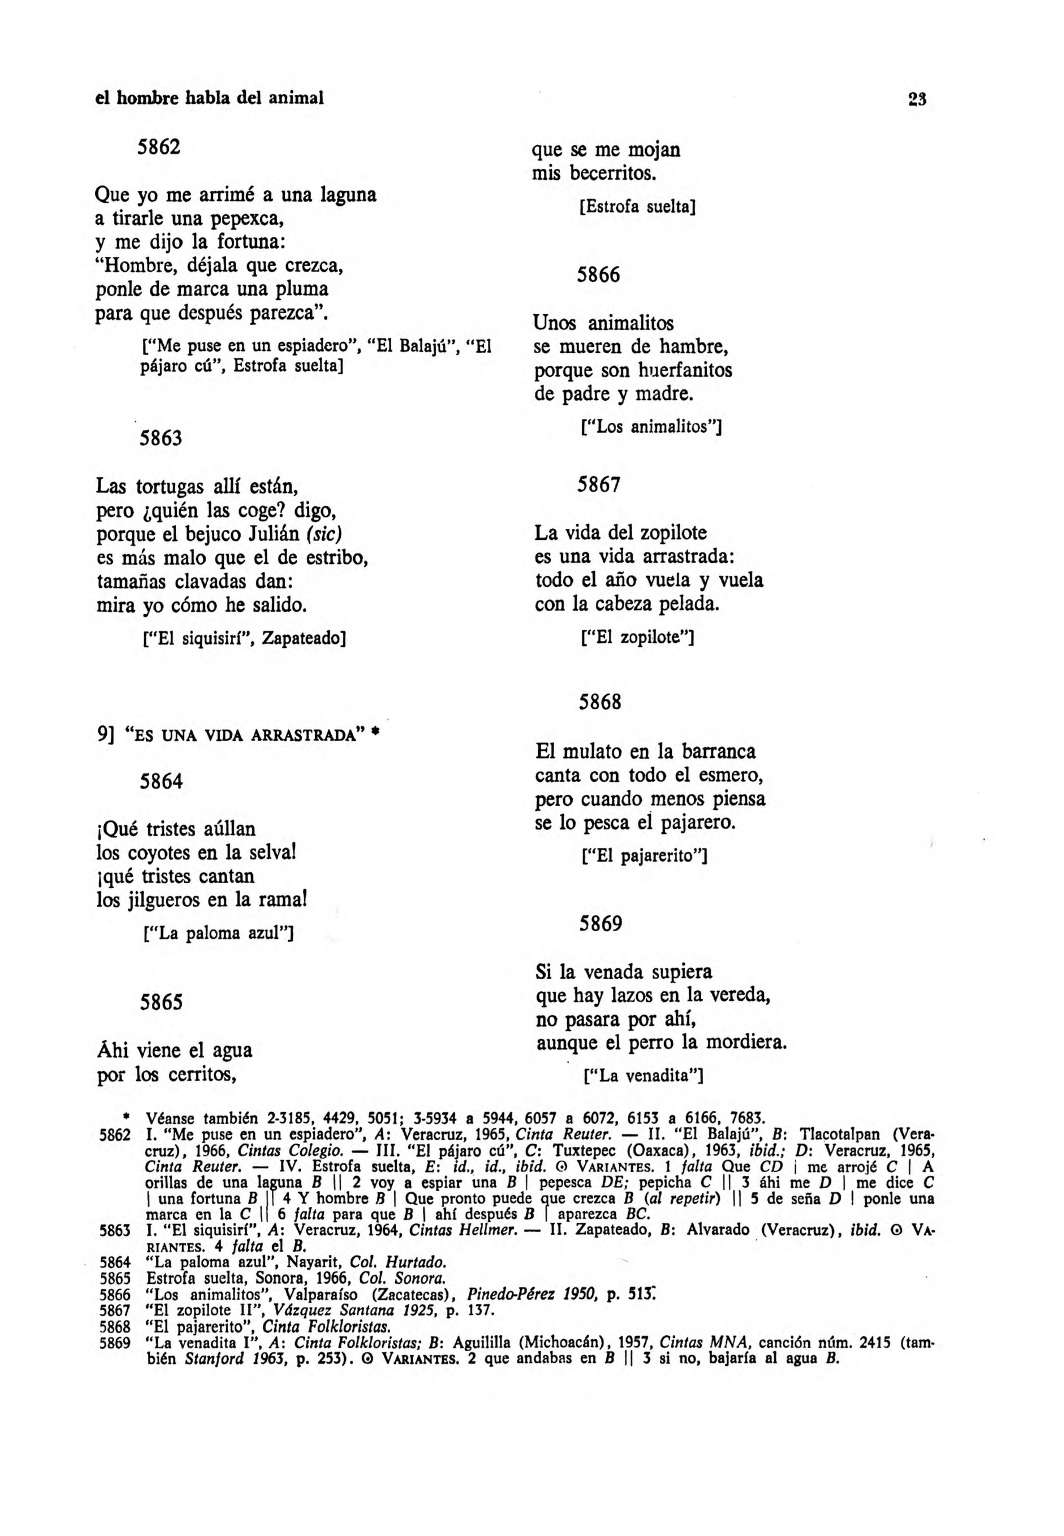 el hombre habla del animal 23
5862
Que yo me arrimé a una laguna
a tirarle una pepexca,
y me dijo la fortuna:
“Hombre, déjala que crezca,
ponle de marca una pluma
para que después parezca”.
[“Me puse en un espiadero”, “El Balajú”, “El
pájaro cú”, Estrofa suelta]
5863
Las tortugas allí están,
pero ¿quién las coge? digo,
porque el bejuco Julián (sic)
es más malo que el de estribo,
tamañas clavadas dan:
mira yo cómo he salido.
[“El siquisirí”, Zapateado]
9] “ES UNA VIDA ARRASTRADA” *
5864
¡Qué tristes aúllan
los coyotes en la selva!
¡qué tristes cantan
los jilgueros en la rama!
[“La paloma azul”]
5865
Áhi viene el agua
por los cerritos,
que se me mojan
mis becerritos.
[Estrofa suelta]
5866
Unos animalitos
se mueren de hambre,
porque son huerfanitos
de padre y madre.
[“Los animalitos”]
5867
La vida del zopilote
es una vida arrastrada:
todo el año vuela y vuela
con la cabeza pelada.
[“El zopilote”]
5868
El mulato en la barranca
canta con todo el esmero,
pero cuando menos piensa
se lo pesca el pajarero.
[“El pajarerito”]
5869
Si la venada supiera
que hay lazos en la vereda,
no pasara por ahí,
aunque el perro la mordiera.
[“La venadita”]
* Véanse también 2-3185, 4429, 5051; 3-5934 a 5944, 6057 a 6072, 6153 a 6166, 7683.
5862 I. “Me puse en un espiadero”, A: Veracruz, 1965, Cinta Reuter. — II. “El Balajú”, B: Tlacotalpan (Vera-
cruz), 1966, Cintas Colegio. — III. “El pájaro cú”, C: Tuxtepec (Oaxaca), 1963, ibid.; D: Veracruz, 1965,
Cinta Reuter. — IV. Estrofa suelta, E: id., id., ibid. ⊙ VARIANTES. 1 falta Que CD | me arrojé C | A
orillas de una laguna B || 2 voy a espiar una B | pepesca DE; pepicha C || 3 áhi me D | me dice C
| una fortuna B || 4 Y hombre B | Que pronto puede que crezca B (al repetir) || 5 de seña D | ponle una
marca en la C || 6 falta para que B | ahí después B | aparezca BC.
5863 I. “El siquisirí”, A: Veracruz, 1964, Cintas Hellmer. — II. Zapateado, B: Alvarado (Veracruz), ibid. ⊙ VA-
RIANTES. 4 falta el B.
5864 “La paloma azul”, Nayarit, Col. Hurtado.
5865 Estrofa suelta, Sonora, 1966, Col. Sonora.
5866 “Los animalitos”, Valparaíso (Zacatecas), Pinedo-Pérez 1950, p. 513.
5867 “El zopilote II”, Vázquez Santana 1925, p. 137.
5868 “El pajarerito”, Cinta Folkloristas.
5869 “La venadita I”, A: Cinta Folkloristas; B: Aguililla (Michoacán), 1957, Cintas MNA, canción núm. 2415 (tam-
bién Stanford 1963, p. 253). ⊙ VARIANTES. 2 que andabas en B || 3 si no, bajaría al agua B.